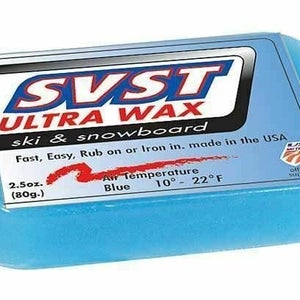 SVST
ULTRA WAX
ski & snowboard
Fast, Easy, Rub on or Iron in. made in the USA
2.5oz.
(80g.)
Air Temperature
Blue 10° - 22°F